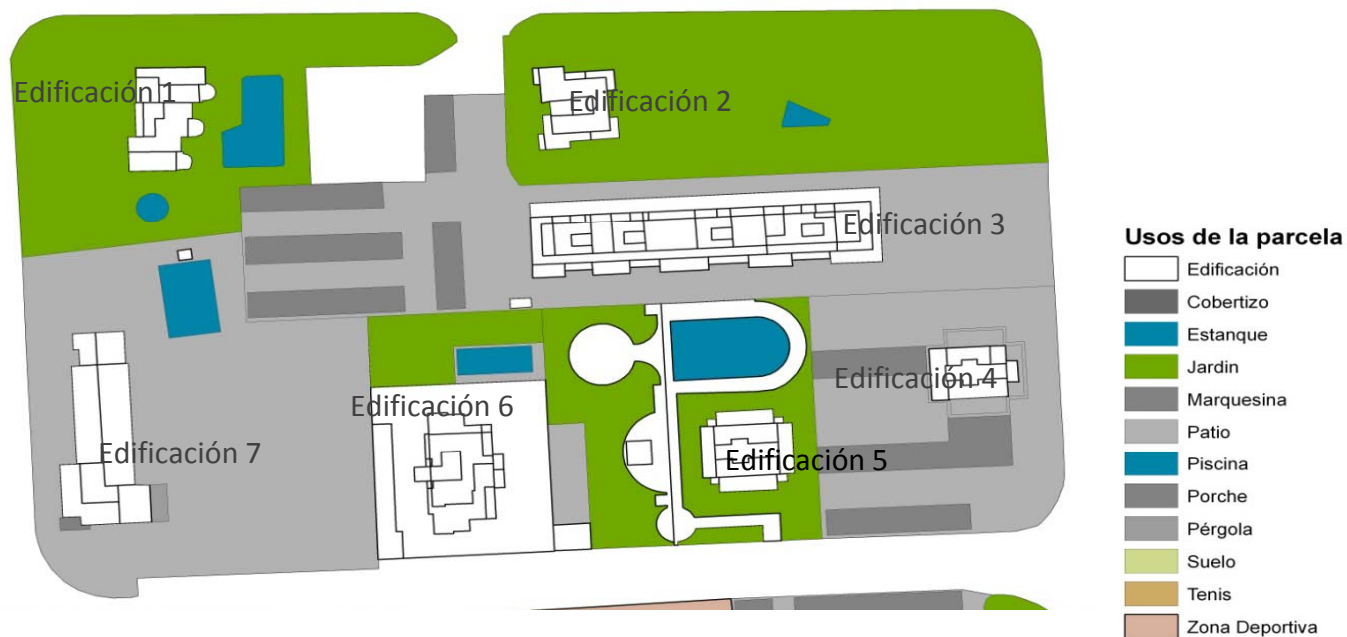 Edificación 1
Edificación 2
Edificación 3
Edificación 4
Edificación 5
Edificación 6
Edificación 7
Usos de la parcela
Edificación
Cobertizo
Estanque
Jardin
Marquesina
Patio
Piscina
Porche
Pérgola
Suelo
Tenis
Zona Deportiva